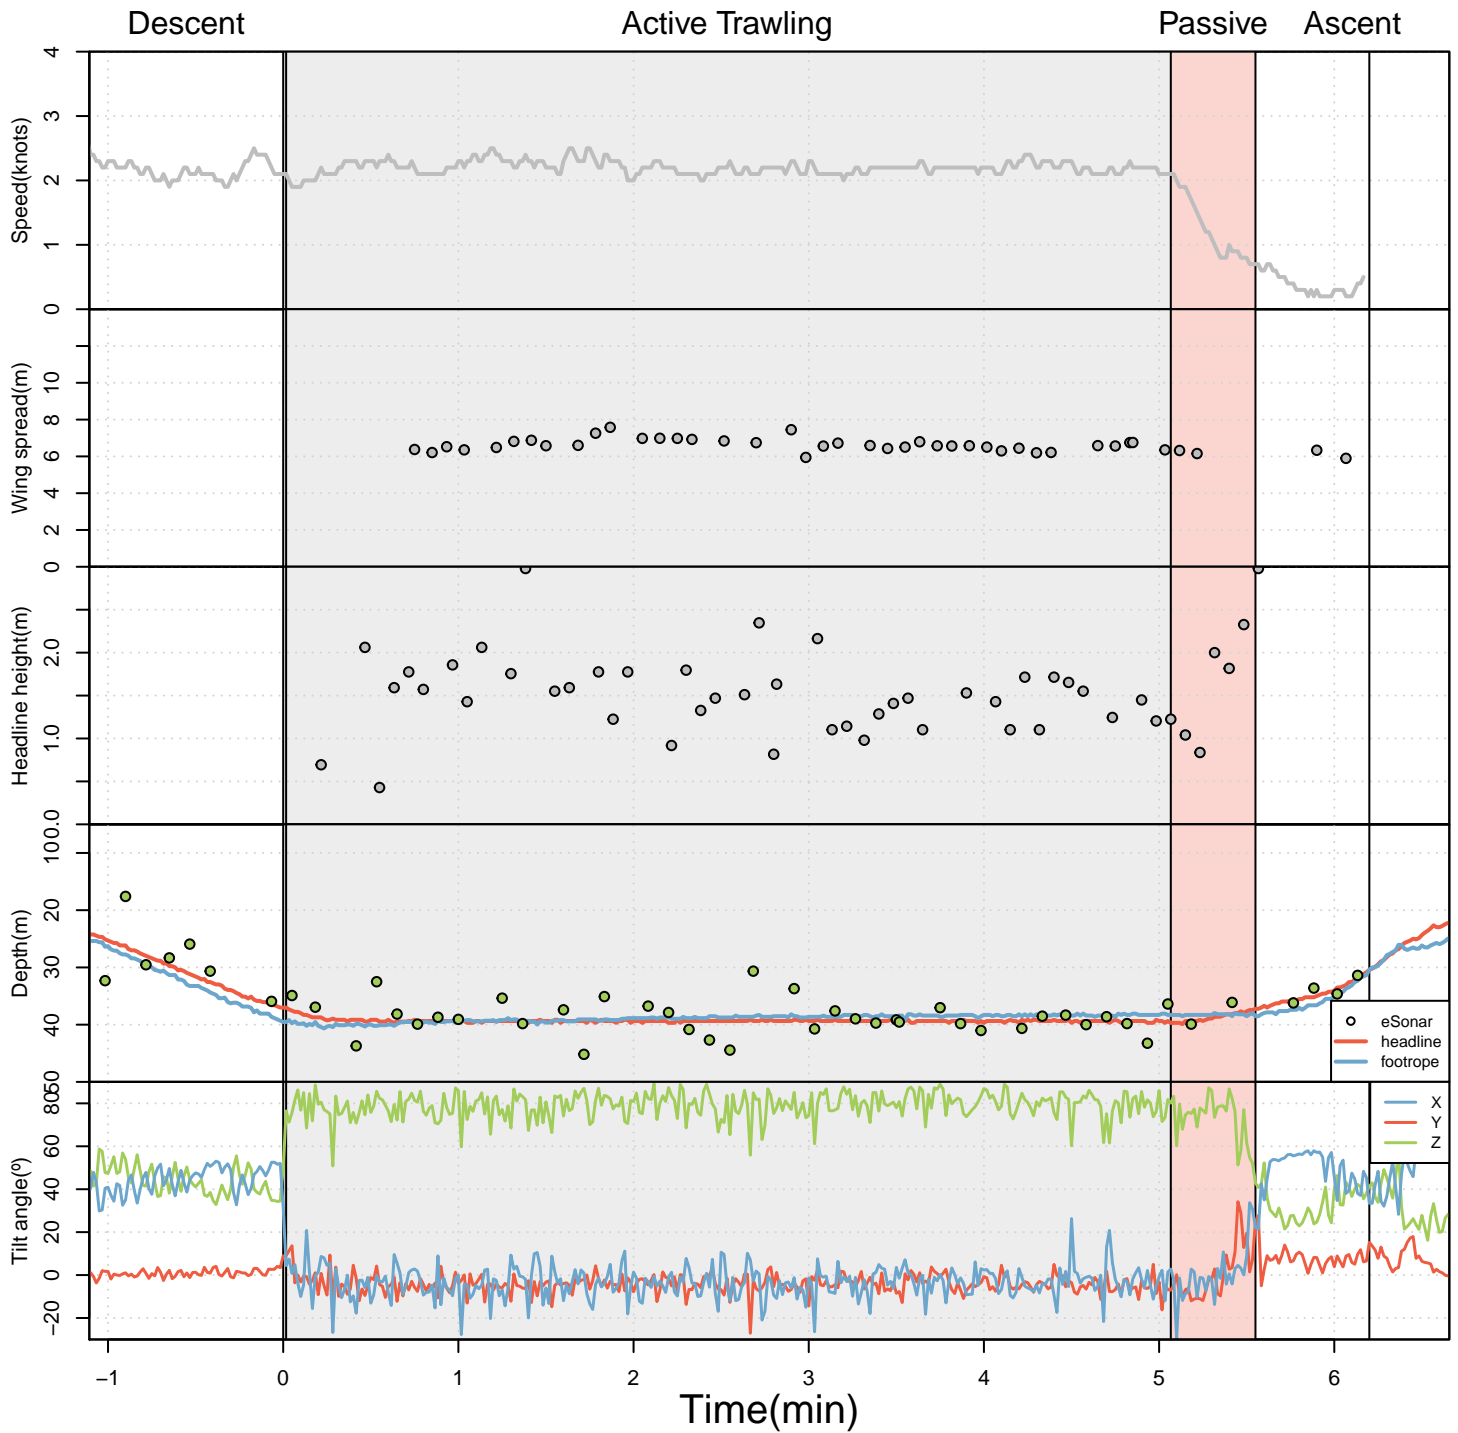 Descent Active Trawling Passive Ascent
Speed(knots)
4
3
2
1
0
Wing spread(m)
10
8
6
4
2
0
Headline height(m)
2.0
1.0
0.0
Depth(m)
10
20
30
40
50
eSonar
headline
footrope
Tilt angle(º)
80
60
40
20
0
−20
X
Y
Z
−1 0 1 2 3 4 5 6
Time(min)